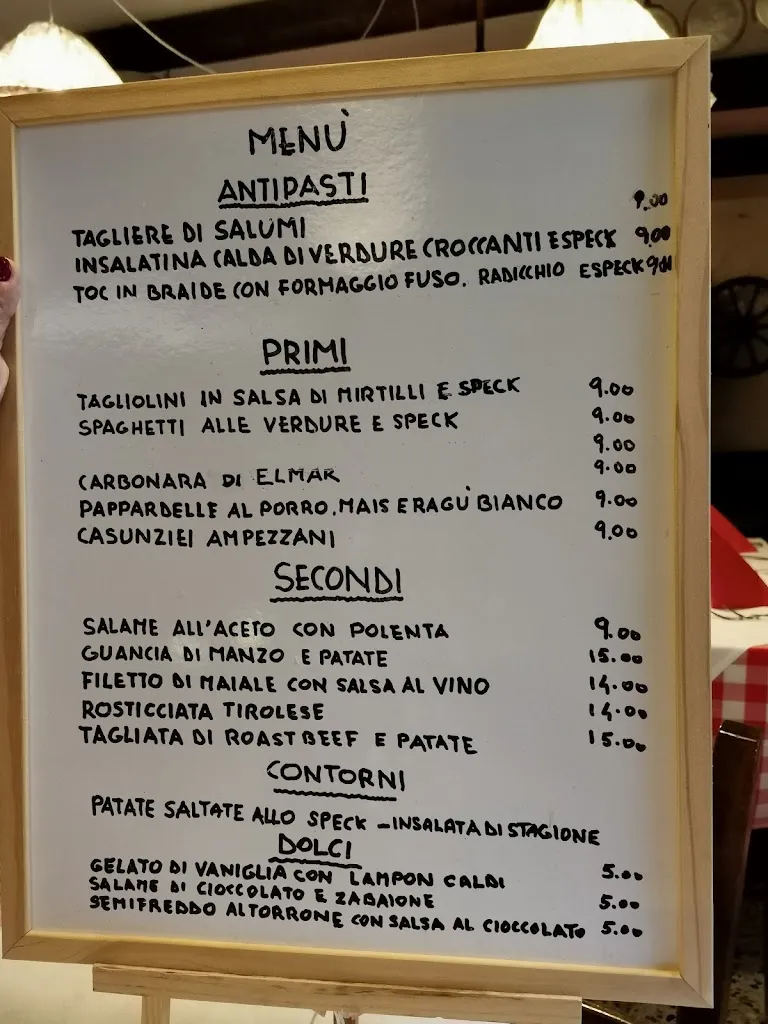 MENÙ
ANTIPASTI
TAGLIERE DI SALUMI 9.00
INSALATINA CALDA DI VERDURE CROCCANTI E SPECK 9,00
TOC IN BRAIDE CON FORMAGGIO FUSO. RADICCHIO E SPECK 9,00
PRIMI
TAGLIOLINI IN SALSA DI MIRTILLI E SPECK 9.00
SPAGHETTI ALLE VERDURE E SPECK 9.00
9.00
CARBONARA DI ELMAR 9.00
PAPPARDELLE AL PORRO, MAIS E RAGÙ BIANCO 9.00
CASUNZIEI AMPEZZANI 9.00
SECONDI
SALAME ALL'ACETO CON POLENTA 9.00
GUANCIA DI MANZO E PATATE 15.00
FILETTO DI MAIALE CON SALSA AL VINO 14.00
ROSTICCIATA TIROLESE 14.00
TAGLIATA DI ROASTBEEF E PATATE 15.00
CONTORNI
PATATE SALTATE ALLO SPECK - INSALATA DI STAGIONE
DOLCI
GELATO DI VANIGLIA CON LAMPON CALDI 5.00
SALAME DI CIOCCOLATO E ZABAIONE 5.00
SEMIFREDDO AL TORRONE CON SALSA AL CIOCCOLATO 5.00